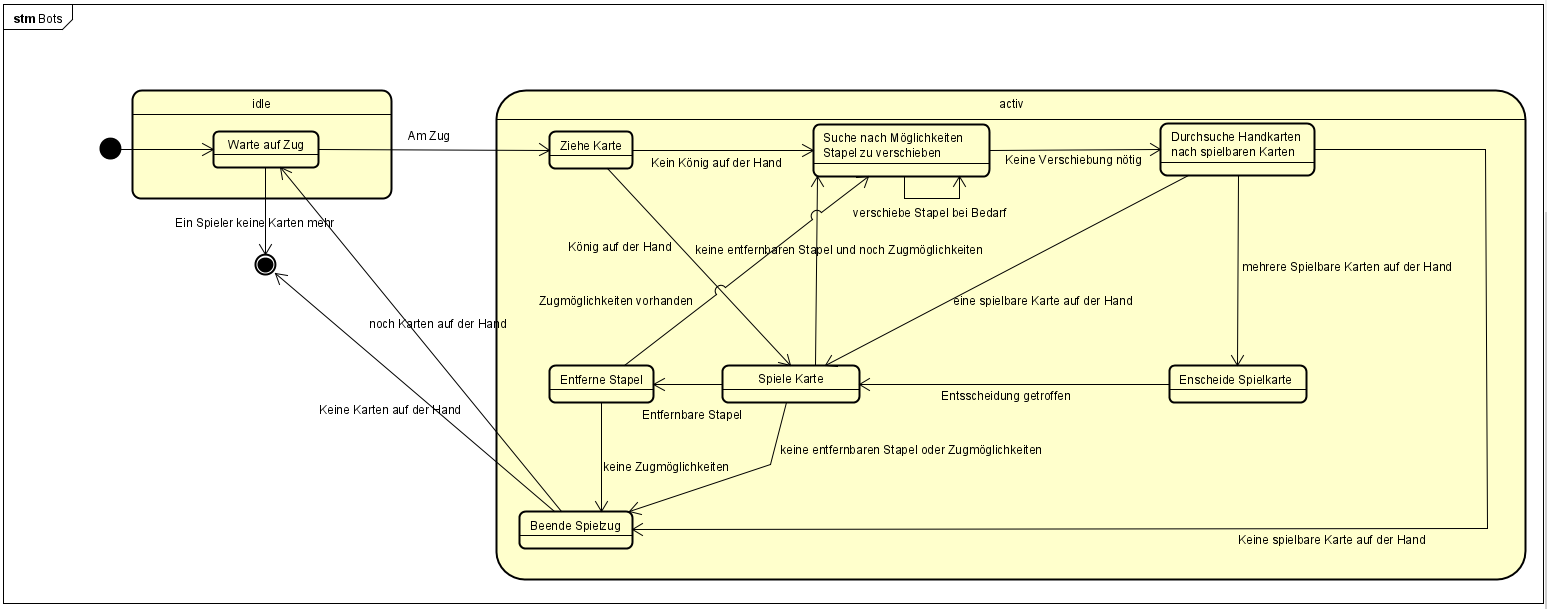 stm Bots
idle
activ
Warte auf Zug
Am Zug
Ziehe Karte
Kein König auf der Hand
Suche nach Möglichkeiten
Stapel zu verschieben
Keine Verschiebung nötig
Durchsuche Handkarten
nach spielbaren Karten
verschiebe Stapel bei Bedarf
Ein Spieler keine Karten mehr
König auf der Hand
keine entfernbaren Stapel und noch Zugmöglichkeiten
mehrere Spielbare Karten auf der Hand
Zugmöglichkeiten vorhanden
eine spielbare Karte auf der Hand
noch Karten auf der Hand
Entferne Stapel
Spiele Karte
Enscheide Spielkarte
Entsscheidung getroffen
Keine Karten auf der Hand
Entfernbare Stapel
keine entfernbaren Stapel oder Zugmöglichkeiten
keine Zugmöglichkeiten
Beende Spielzug
Keine spielbare Karte auf der Hand